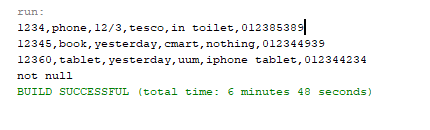 run:
1234,phone,12/3,tesco,in toilet,012385389
12345,book,yesterday,cmart,nothing,012344939
12360,tablet,yesterday,uum,iphone tablet,012344234
not null
BUILD SUCCESSFUL (total time: 6 minutes 48 seconds)